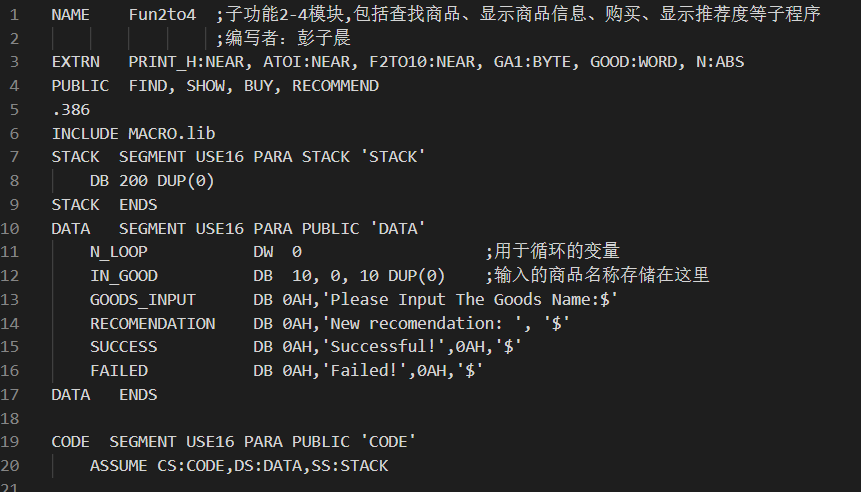 1 NAME Fun2to4 ;子功能2-4模块,包括查找商品、显示商品信息、购买、显示推荐度等子程序
2 ;编写者：彭子晨
3 EXTRN PRINT_H:NEAR, ATOI:NEAR, F2TO10:NEAR, GA1:BYTE, GOOD:WORD, N:ABS
4 PUBLIC FIND, SHOW, BUY, RECOMMEND
5 .386
6 INCLUDE MACRO.lib
7 STACK SEGMENT USE16 PARA STACK 'STACK'
8 DB 200 DUP(0)
9 STACK ENDS
10 DATA SEGMENT USE16 PARA PUBLIC 'DATA'
11 N_LOOP DW 0 ;用于循环的变量
12 IN_GOOD DB 10, 0, 10 DUP(0) ;输入的商品名称存储在这里
13 GOODS_INPUT DB 0AH,'Please Input The Goods Name:$'
14 RECOMENDATION DB 0AH,'New recomendation: ', '$'
15 SUCCESS DB 0AH,'Successful!',0AH,'$'
16 FAILED DB 0AH,'Failed!',0AH,'$'
17 DATA ENDS
18
19 CODE SEGMENT USE16 PARA PUBLIC 'CODE'
20 ASSUME CS:CODE,DS:DATA,SS:STACK
21